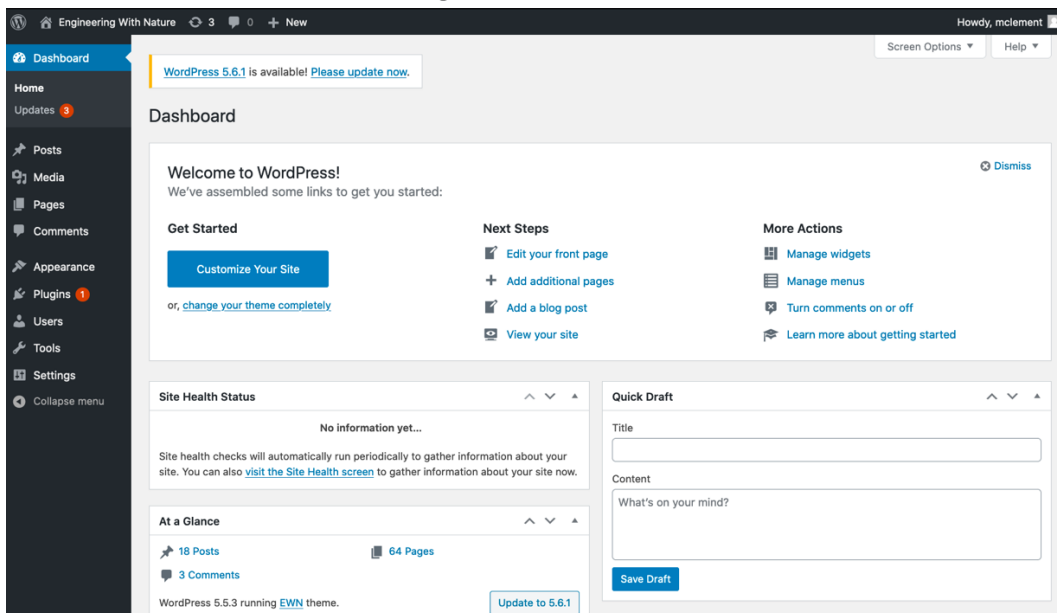 Engineering With Nature 3 0 + New Howdy, mclement
Screen Options Help
Dashboard
Home
Updates 3
Posts
Media
Pages
Comments
Appearance
Plugins 1
Users
Tools
Settings
Collapse menu
WordPress 5.6.1 is available! Please update now.
Dashboard
Welcome to WordPress!
We've assembled some links to get you started:
Dismiss
Get Started
Customize Your Site
or, change your theme completely
Next Steps
Edit your front page
Add additional pages
Add a blog post
View your site
More Actions
Manage widgets
Manage menus
Turn comments on or off
Learn more about getting started
Site Health Status
No information yet...
Site health checks will automatically run periodically to gather information about your
site. You can also visit the Site Health screen to gather information about your site now.
At a Glance
18 Posts
64 Pages
3 Comments
WordPress 5.5.3 running EWN theme.
Update to 5.6.1
Quick Draft
Title
Content
What's on your mind?
Save Draft